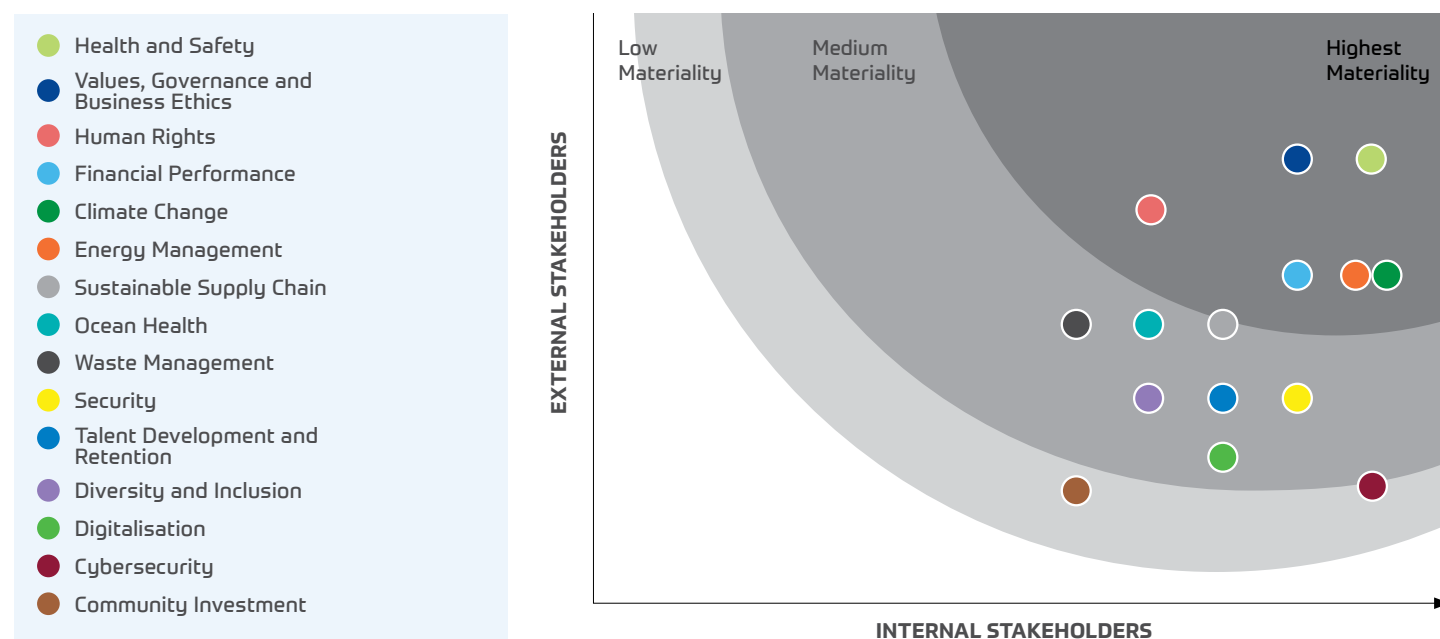 Health and Safety
Values, Governance and
Business Ethics
Human Rights
Financial Performance
Climate Change
Energy Management
Sustainable Supply Chain
Ocean Health
Waste Management
Security
Talent Development and
Retention
Diversity and Inclusion
Digitalisation
Cybersecurity
Community Investment
EXTERNAL STAKEHOLDERS
Low
Materiality
Medium
Materiality
Highest
Materiality
INTERNAL STAKEHOLDERS